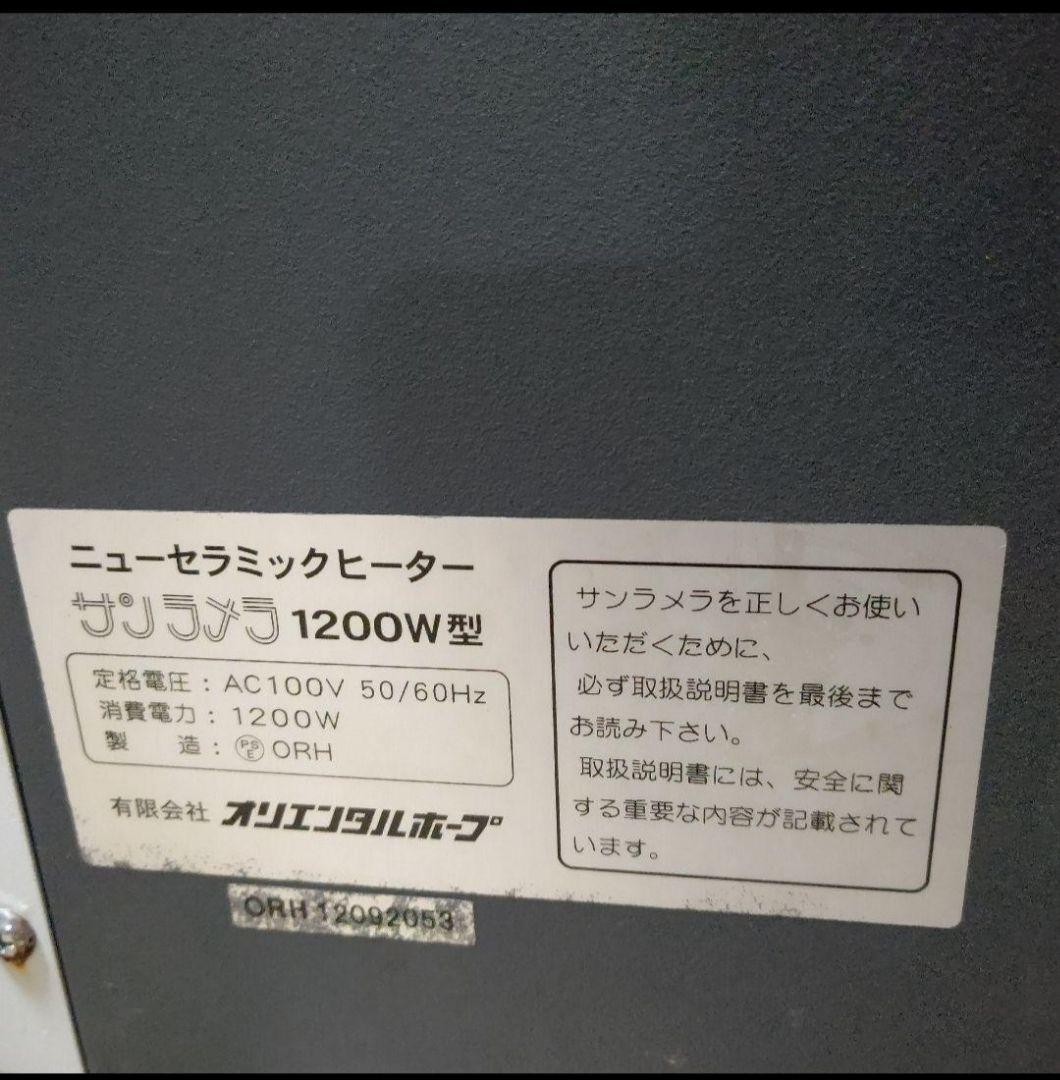 ニューセラミックヒーター
サンラメラ 1200W型
定格電圧：AC100V 50/60Hz
消費電力：1200W
製　　造：PSE ORH
有限会社 オリエンタルホープ
ORH 12092053
サンラメラを正しくお使い
いただくために、
必ず取扱説明書を最後まで
お読み下さい。
取扱説明書には、安全に関
する重要な内容が記載されて
います。